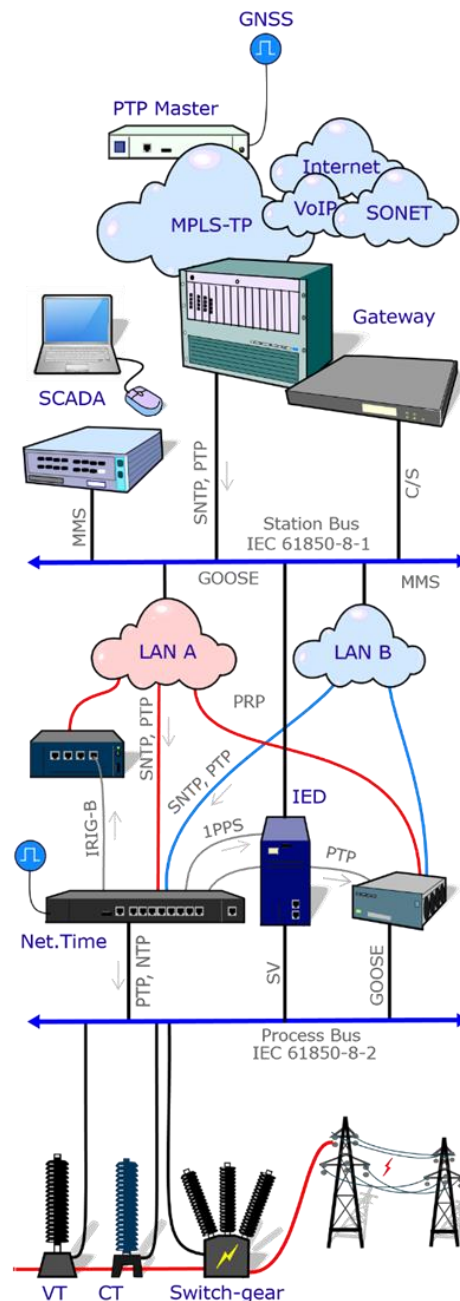 GNSS
PTP Master
Internet
VoIP
SONET
MPLS-TP
Gateway
SCADA
MMS
SNTP, PTP
C/S
Station Bus
IEC 61850-8-1
GOOSE
MMS
LAN A
LAN B
PRP
SNTP, PTP
SNTP, PTP
IED
IRIG-B
1PPS
PTP
Net.Time
PTP, NTP
SV
GOOSE
Process Bus
IEC 61850-8-2
VT
CT
Switch-gear